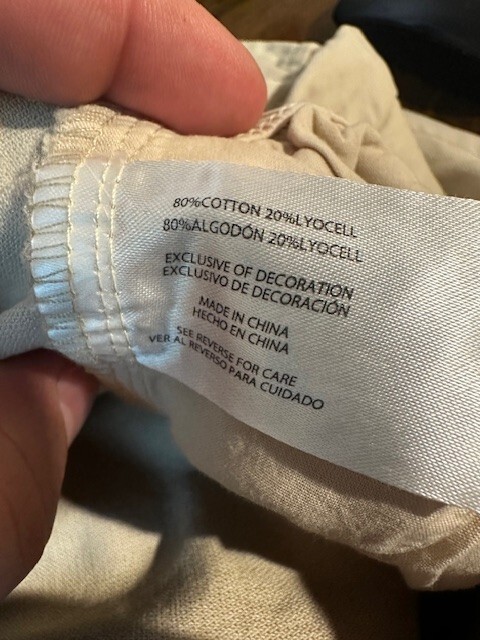 80%COTTON 20%LYOCELL
80%ALGODÓN 20%LYOCELL
EXCLUSIVE OF DECORATION
EXCLUSIVO DE DECORACIÓN
MADE IN CHINA
HECHO EN CHINA
SEE REVERSE FOR CARE
VER AL REVERSO PARA CUIDADO